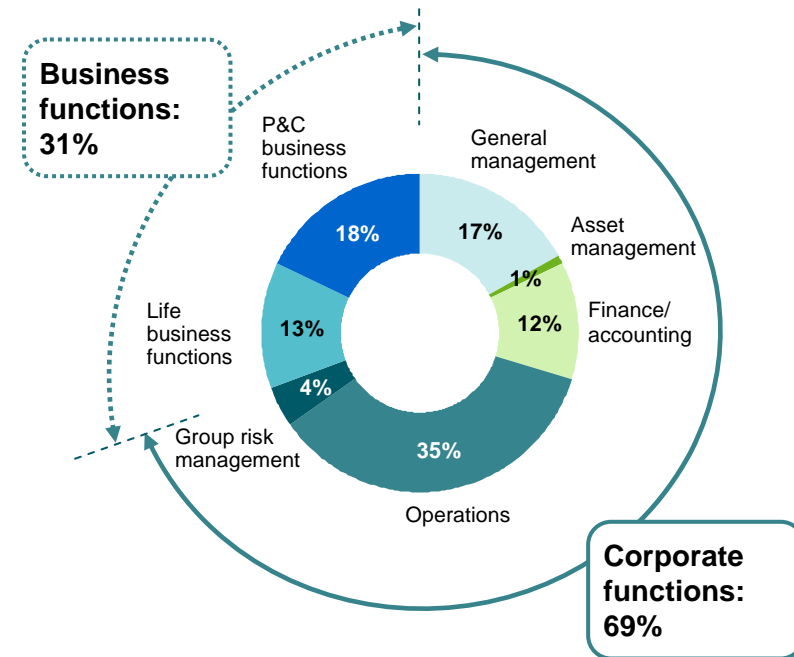 Business
functions:
31%
P&C
business
functions
General
management
18%
17%
Asset
management
1%
Life
business
functions
13%
12%
Finance/
accounting
4%
Group risk
management
35%
Operations
Corporate
functions:
69%